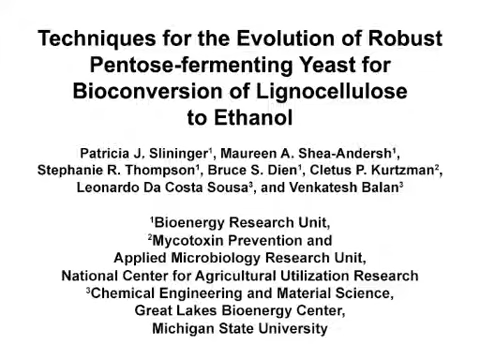 Techniques for the Evolution of Robust
Pentose-fermenting Yeast for
Bioconversion of Lignocellulose
to Ethanol
Patricia J. Slininger¹, Maureen A. Shea-Andersh¹,
Stephanie R. Thompson¹, Bruce S. Dien¹, Cletus P. Kurtzman²,
Leonardo Da Costa Sousa³, and Venkatesh Balan³
¹Bioenergy Research Unit,
²Mycotoxin Prevention and
Applied Microbiology Research Unit,
National Center for Agricultural Utilization Research
³Chemical Engineering and Material Science,
Great Lakes Bioenergy Center,
Michigan State University